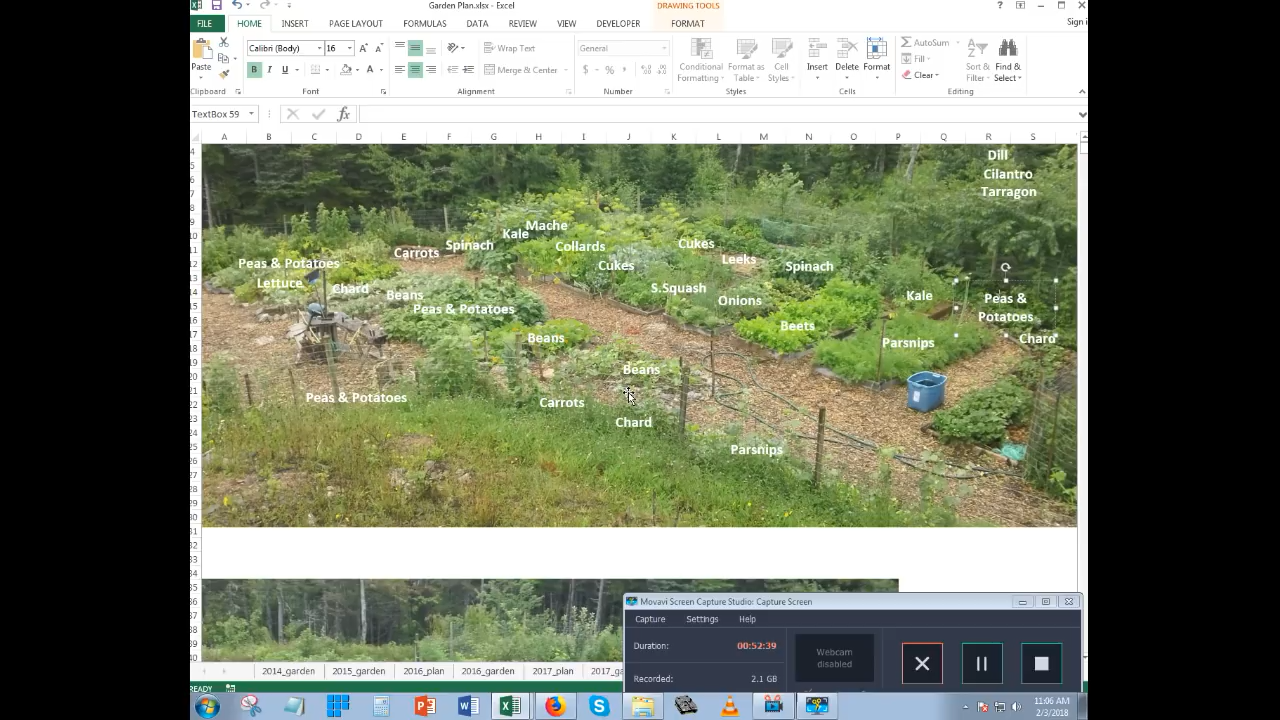 Garden Plan.xlsx - Excel
DRAWING TOOLS
FILE HOME INSERT PAGE LAYOUT FORMULAS DATA REVIEW VIEW DEVELOPER FORMAT Sign i
Paste
Clipboard
Calibri (Body) 16
B I U
Font
Wrap Text
Merge & Center
Alignment
General
$ % ,
Number
Conditional Formatting
Format as Table
Cell Styles
Styles
Insert Delete Format
Cells
AutoSum
Fill
Clear
Sort & Filter
Find & Select
Editing
TextBox 59
fx
A B C D E F G H I J K L M N O P Q R S
Dill
Cilantro
Tarragon
Mache
Kale
Spinach
Collards
Carrots
Cukes
Cukes
Leeks
Spinach
Peas & Potatoes
Lettuce
Chard
Beans
Peas & Potatoes
S.Squash
Onions
Kale
Peas &
Potatoes
Beets
Beans
Parsnips
Chard
Beans
Peas & Potatoes
Carrots
Chard
Parsnips
Movavi Screen Capture Studio: Capture Screen
Capture Settings Help
Duration: 00:52:39
Recorded: 2.1 GB
Webcam
disabled
2014_garden 2015_garden 2016_plan 2016_garden 2017_plan 2017_ga
READY
11:06 AM
2/3/2018